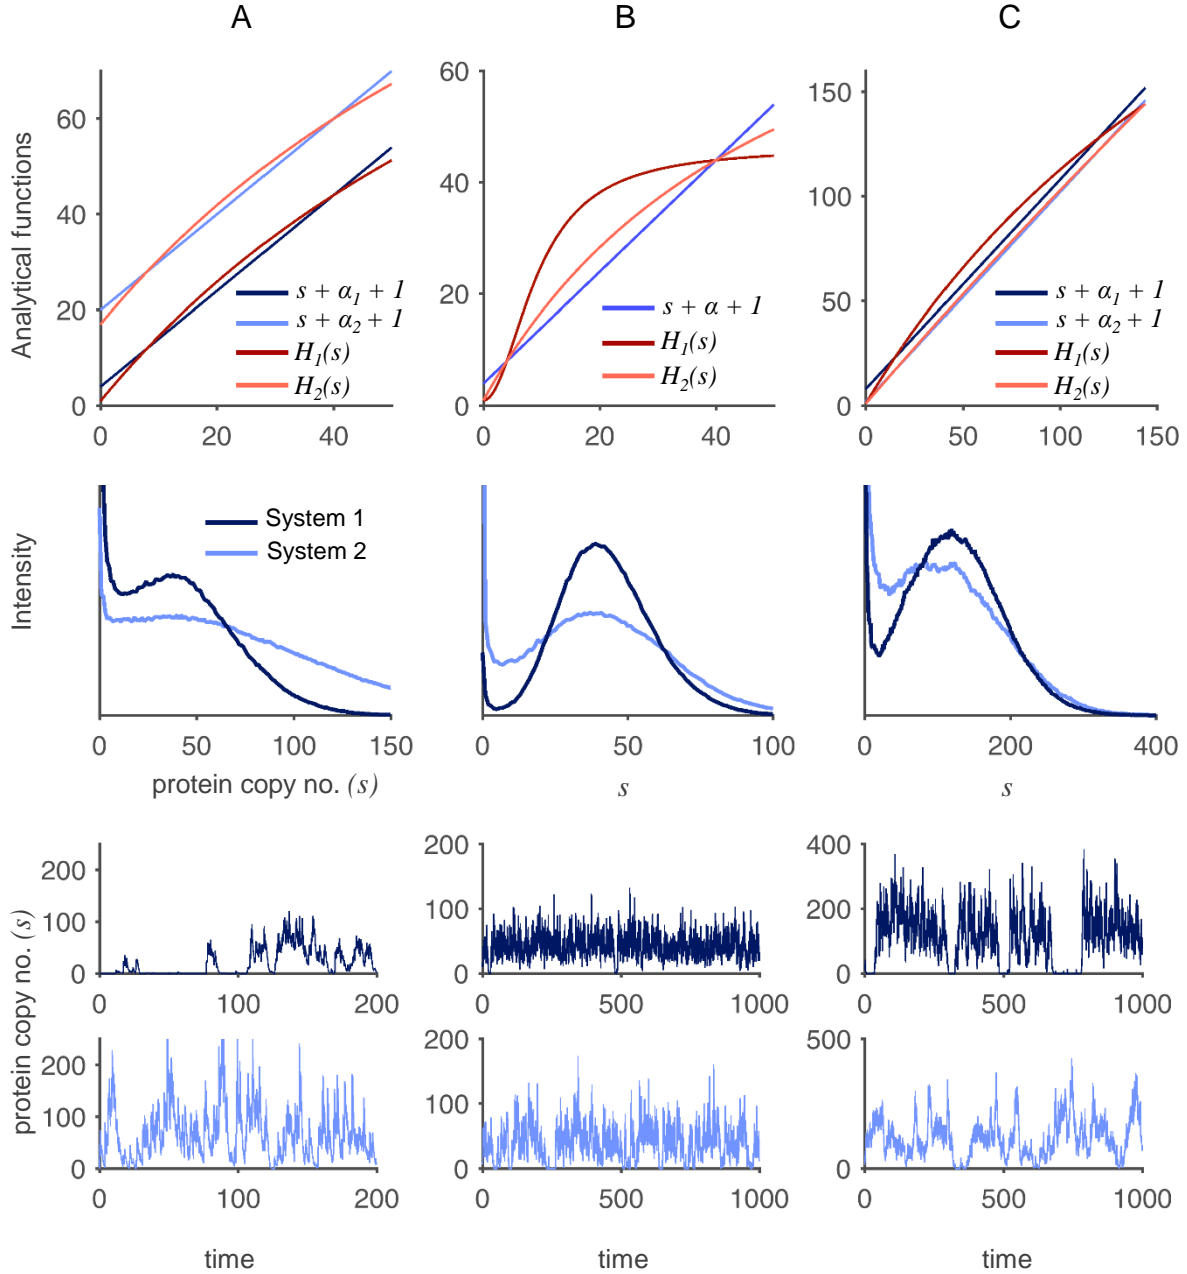 A B C
Analytical functions
60
40
20
0
0 20 40
s + α1 + 1
s + α2 + 1
H1(s)
H2(s)
60
40
20
0
0 20 40
s + α + 1
H1(s)
H2(s)
150
100
50
0
0 50 100 150
s + α1 + 1
s + α2 + 1
H1(s)
H2(s)
Intensity
System 1
System 2
0 50 100 150
protein copy no. (s)
0 50 100
s
0 200 400
s
protein copy no. (s)
200
100
0
0 100 200
200
100
0
0 500 1000
400
200
0
0 500 1000
200
100
0
0 100 200
time
200
100
0
0 500 1000
time
500
0
0 500 1000
time